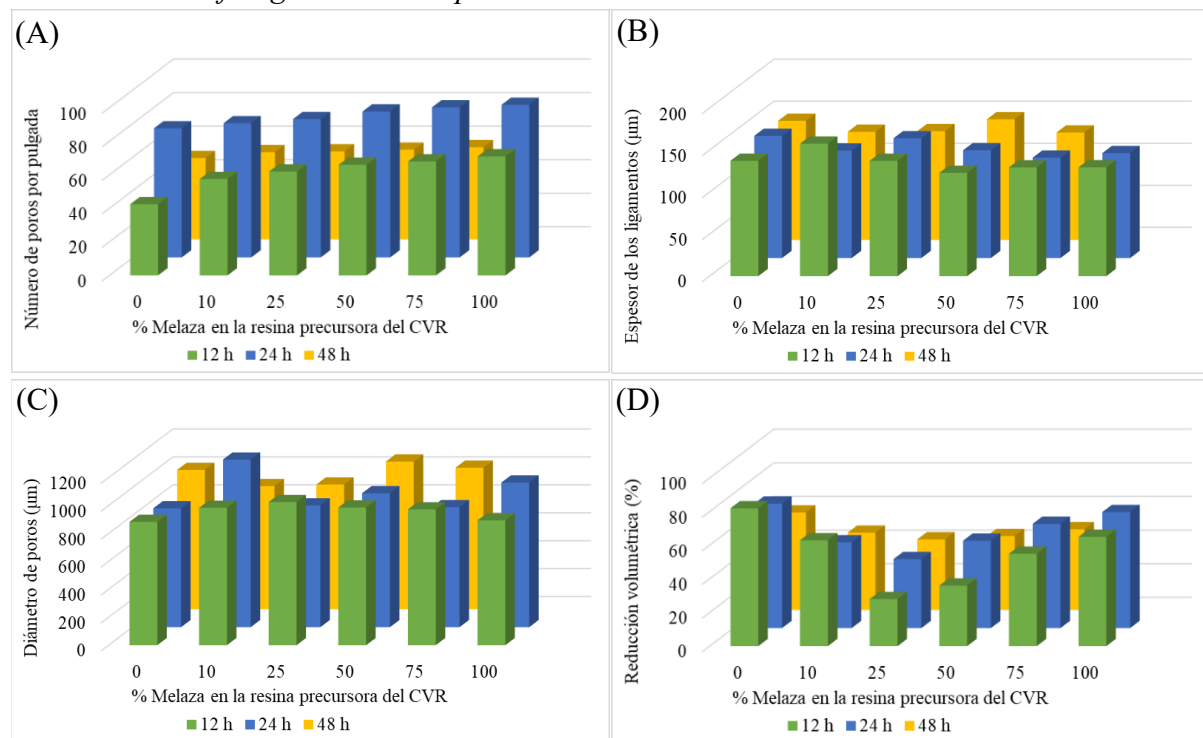 (A)
Número de poros por pulgada
100
80
60
40
20
0
0 10 25 50 75 100
% Melaza en la resina precursora del CVR
12 h 24 h 48 h
(B)
Espesor de los ligamentos (µm)
200
150
100
50
0
0 10 25 50 75 100
% Melaza en la resina precursora del CVR
12 h 24 h 48 h
(C)
Diámetro de poros (µm)
1200
1000
800
600
400
200
0
0 10 25 50 75 100
% Melaza en la resina precursora del CVR
12 h 24 h 48 h
(D)
Reducción volumétrica (%)
100
80
60
40
20
0
0 10 25 50 75 100
% Melaza en la resina precursora del CVR
12 h 24 h 48 h